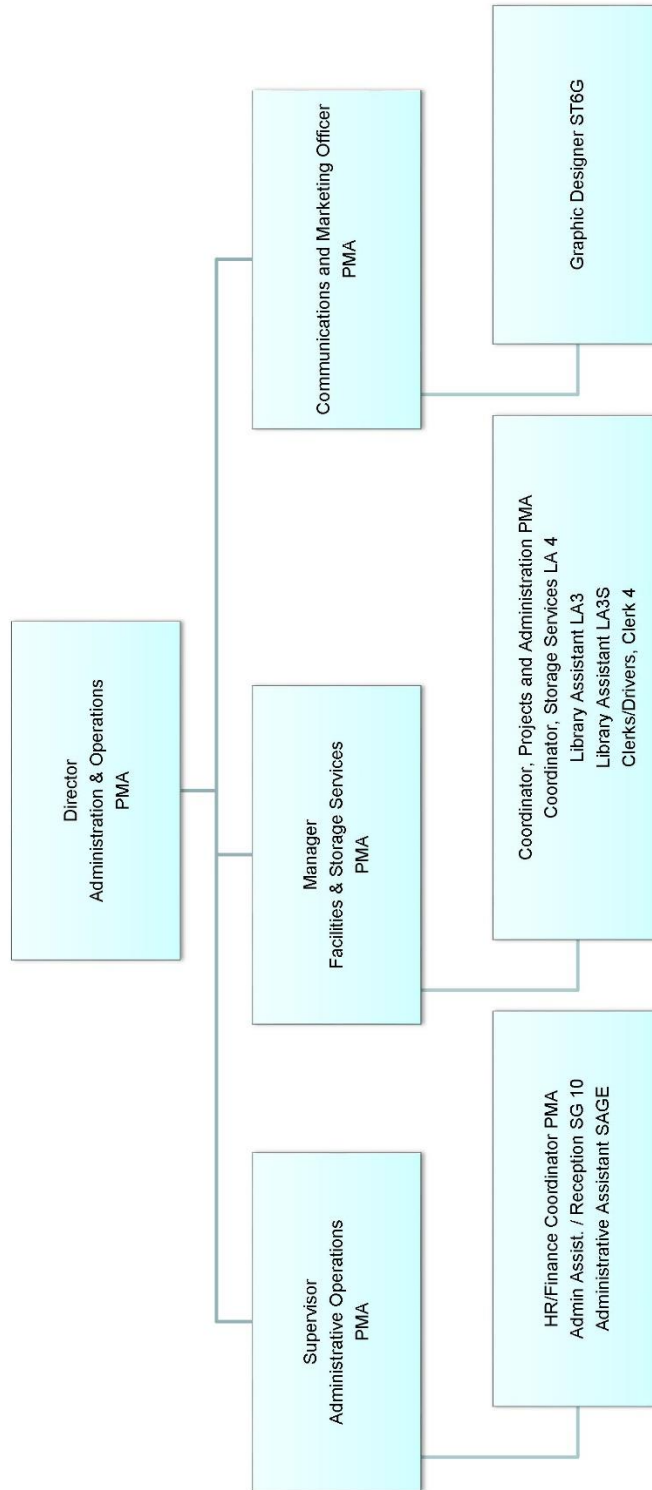 Director
Administration & Operations
PMA
Supervisor
Administrative Operations
PMA
Manager
Facilities & Storage Services
PMA
Communications and Marketing Officer
PMA
HR/Finance Coordinator PMA
Admin Assist. / Reception SG 10
Administrative Assistant SAGE
Coordinator, Projects and Administration PMA
Coordinator, Storage Services LA 4
Library Assistant LA3
Library Assistant LA3S
Clerks/Drivers, Clerk 4
Graphic Designer ST6G